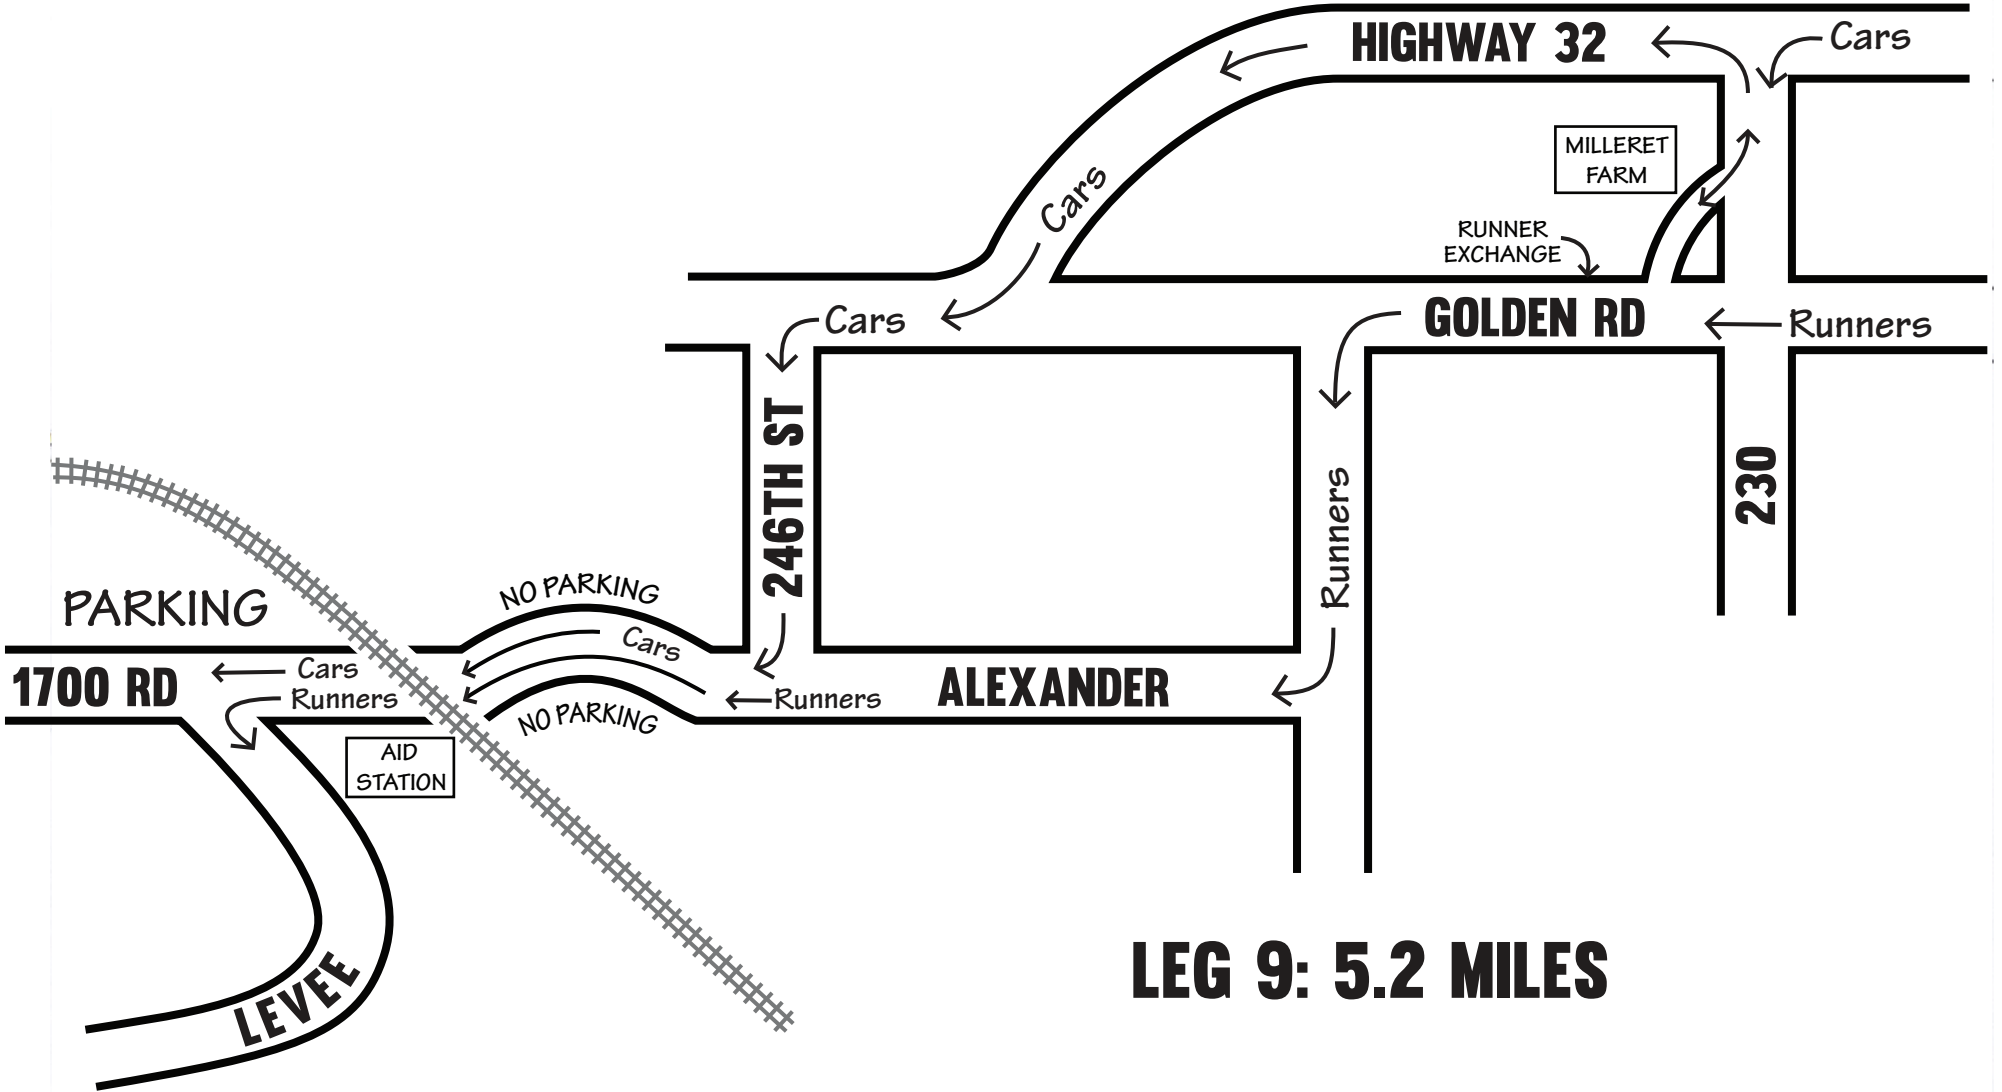 HIGHWAY 32
Cars
MILLERET
FARM
Cars
RUNNER
EXCHANGE
Cars
GOLDEN RD
Runners
246TH ST
230
Runners
NO PARKING
PARKING
Cars
1700 RD
Cars
Runners
Runners
ALEXANDER
NO PARKING
AID
STATION
LEVEE
LEG 9: 5.2 MILES